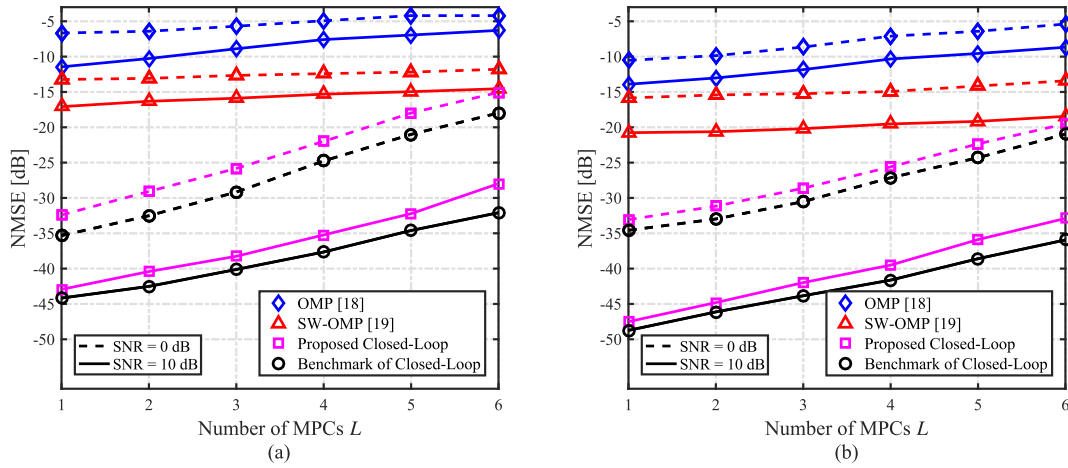 NMSE [dB]
-5
-10
-15
-20
-25
-30
-35
-40
-45
-50
OMP [18]
SW-OMP [19]
Proposed Closed-Loop
Benchmark of Closed-Loop
SNR = 0 dB
SNR = 10 dB
1 2 3 4 5 6
Number of MPCs L
(a)
NMSE [dB]
-5
-10
-15
-20
-25
-30
-35
-40
-45
-50
OMP [18]
SW-OMP [19]
Proposed Closed-Loop
Benchmark of Closed-Loop
SNR = 0 dB
SNR = 10 dB
1 2 3 4 5 6
Number of MPCs L
(b)